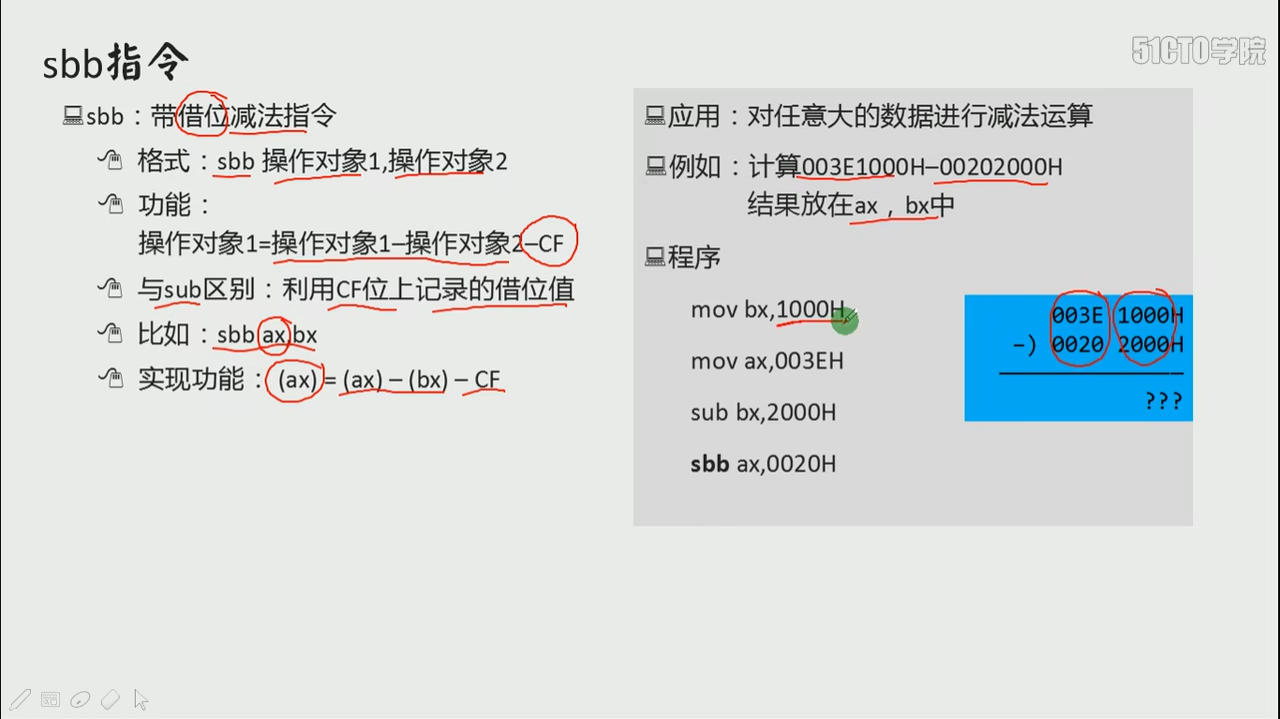 sbb指令
51CTO学院
sbb：带借位减法指令
格式：sbb 操作对象1,操作对象2
功能：
操作对象1=操作对象1–操作对象2–CF
与sub区别：利用CF位上记录的借位值
比如：sbb ax,bx
实现功能： (ax) = (ax) – (bx) – CF
应用：对任意大的数据进行减法运算
例如：计算003E1000H–00202000H
结果放在ax，bx中
程序
mov bx,1000H
mov ax,003EH
sub bx,2000H
sbb ax,0020H
003E 1000H
–) 0020 2000H
???